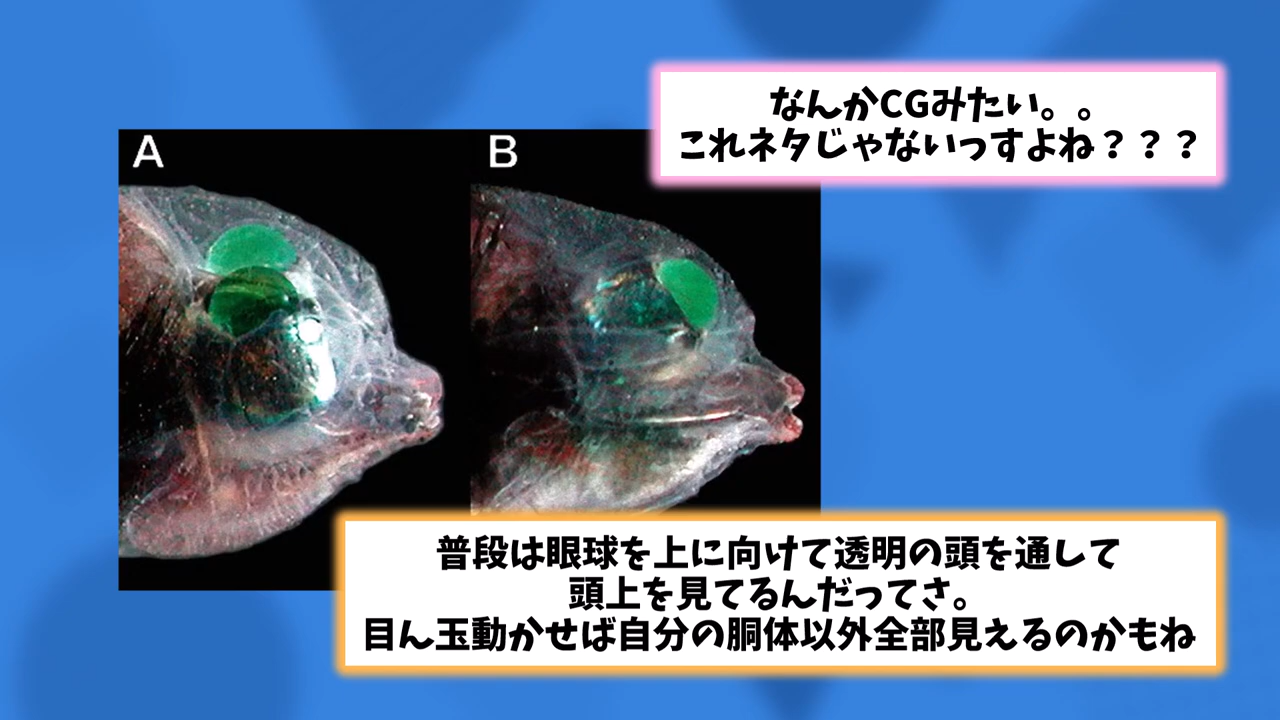 A
B
なんかCGみたい。。
これネタじゃないっすよね？？？
普段は眼球を上に向けて透明の頭を通して
頭上を見てるんだってさ。
目ん玉動かせば自分の胴体以外全部見えるのかもね